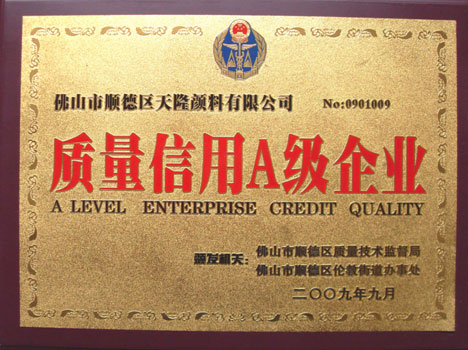 佛山市顺德区天隆颜料有限公司 No:0901009
质量信用A级企业
A LEVEL ENTERPRISE CREDIT QUALITY
颁发机关：佛山市顺德区质量技术监督局
佛山市顺德区伦教街道办事处
二〇〇九年九月